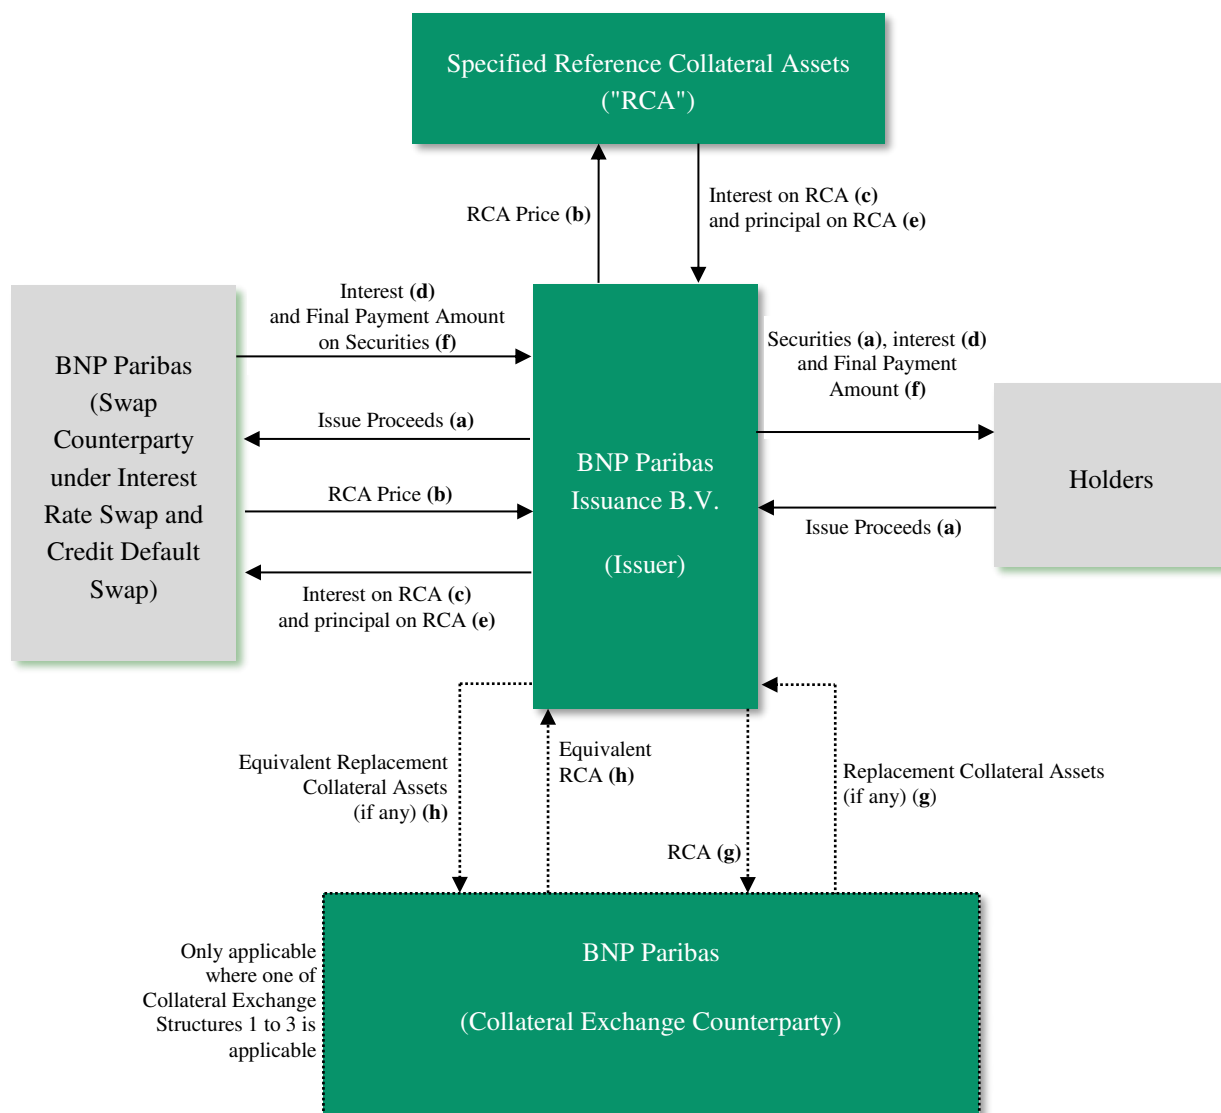 Specified Reference Collateral Assets
("RCA")
RCA Price (b)
Interest on RCA (c)
and principal on RCA (e)
Interest (d)
and Final Payment Amount
on Securities (f)
Issue Proceeds (a)
RCA Price (b)
Interest on RCA (c)
and principal on RCA (e)
BNP Paribas
(Swap
Counterparty
under Interest
Rate Swap and
Credit Default
Swap)
BNP Paribas
Issuance B.V.
(Issuer)
Securities (a), interest (d)
and Final Payment
Amount (f)
Issue Proceeds (a)
Holders
Equivalent Replacement
Collateral Assets
(if any) (h)
Equivalent
RCA (h)
RCA (g)
Replacement Collateral Assets
(if any) (g)
Only applicable
where one of
Collateral Exchange
Structures 1 to 3 is
applicable
BNP Paribas
(Collateral Exchange Counterparty)